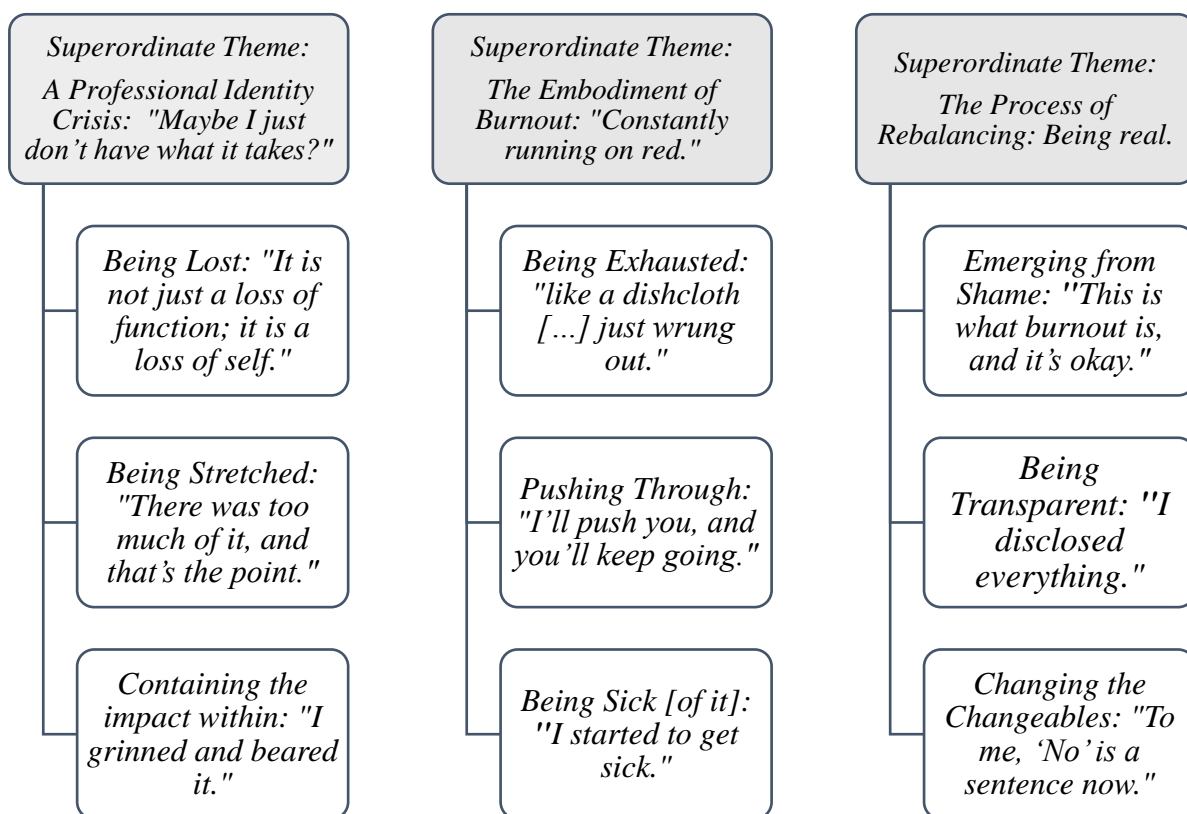 Superordinate Theme:
A Professional Identity
Crisis: "Maybe I just
don’t have what it takes?"
Being Lost: "It is
not just a loss of
function; it is a
loss of self."
Being Stretched:
"There was too
much of it, and
that’s the point."
Containing the
impact within: "I
grinned and beared
it."
Superordinate Theme:
The Embodiment of
Burnout: "Constantly
running on red."
Being Exhausted:
"like a dishcloth
[…] just wrung
out."
Pushing Through:
"I’ll push you, and
you’ll keep going."
Being Sick [of it]:
"I started to get
sick."
Superordinate Theme:
The Process of
Rebalancing: Being real.
Emerging from
Shame: "This is
what burnout is,
and it’s okay."
Being
Transparent: "I
disclosed
everything."
Changing the
Changeables: "To
me, ‘No’ is a
sentence now."